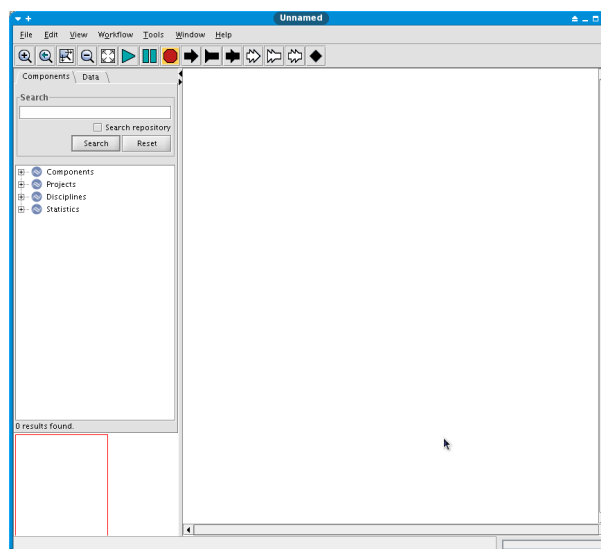 Unnamed
File Edit View Workflow Tools Window Help
Components Data
Search
Search repository
Search Reset
Components
Projects
Disciplines
Statistics
0 results found.